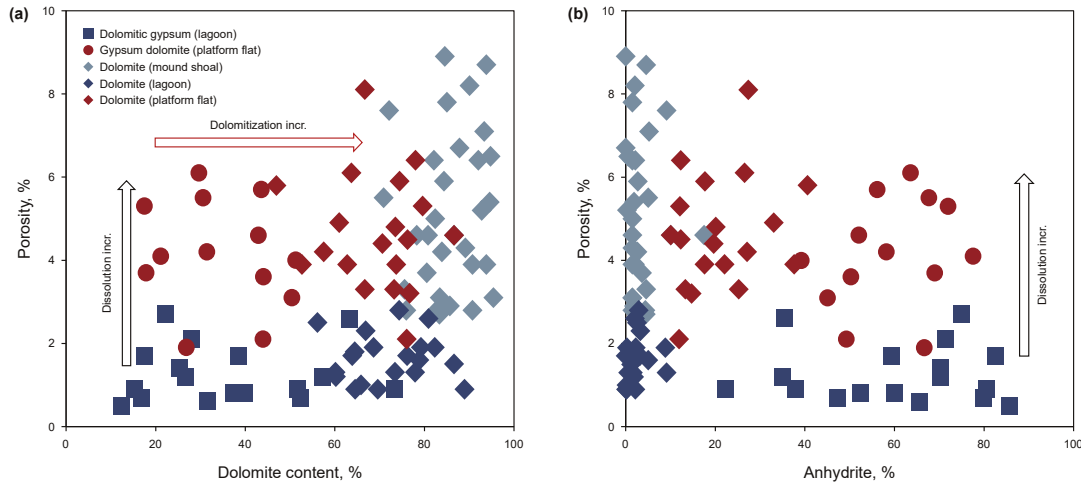 (a)
10
8
6
4
2
0
Porosity, %
Dolomitic gypsum (lagoon)
Gypsum dolomite (platform flat)
Dolomite (mound shoal)
Dolomite (lagoon)
Dolomite (platform flat)
Dolomitization incr.
Dissolution incr.
0 20 40 60 80 100
Dolomite content, %
(b)
10
8
6
4
2
0
Porosity, %
Dissolution incr.
0 20 40 60 80 100
Anhydrite, %